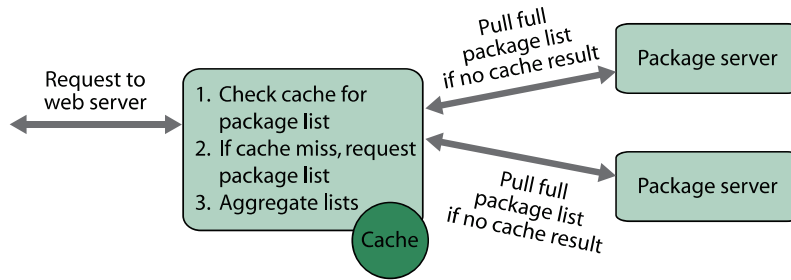 Request to
web server
1. Check cache for
package list
2. If cache miss, request
package list
3. Aggregate lists
Cache
Pull full
package list
if no cache result
Package server
Pull full
package list
if no cache result
Package server